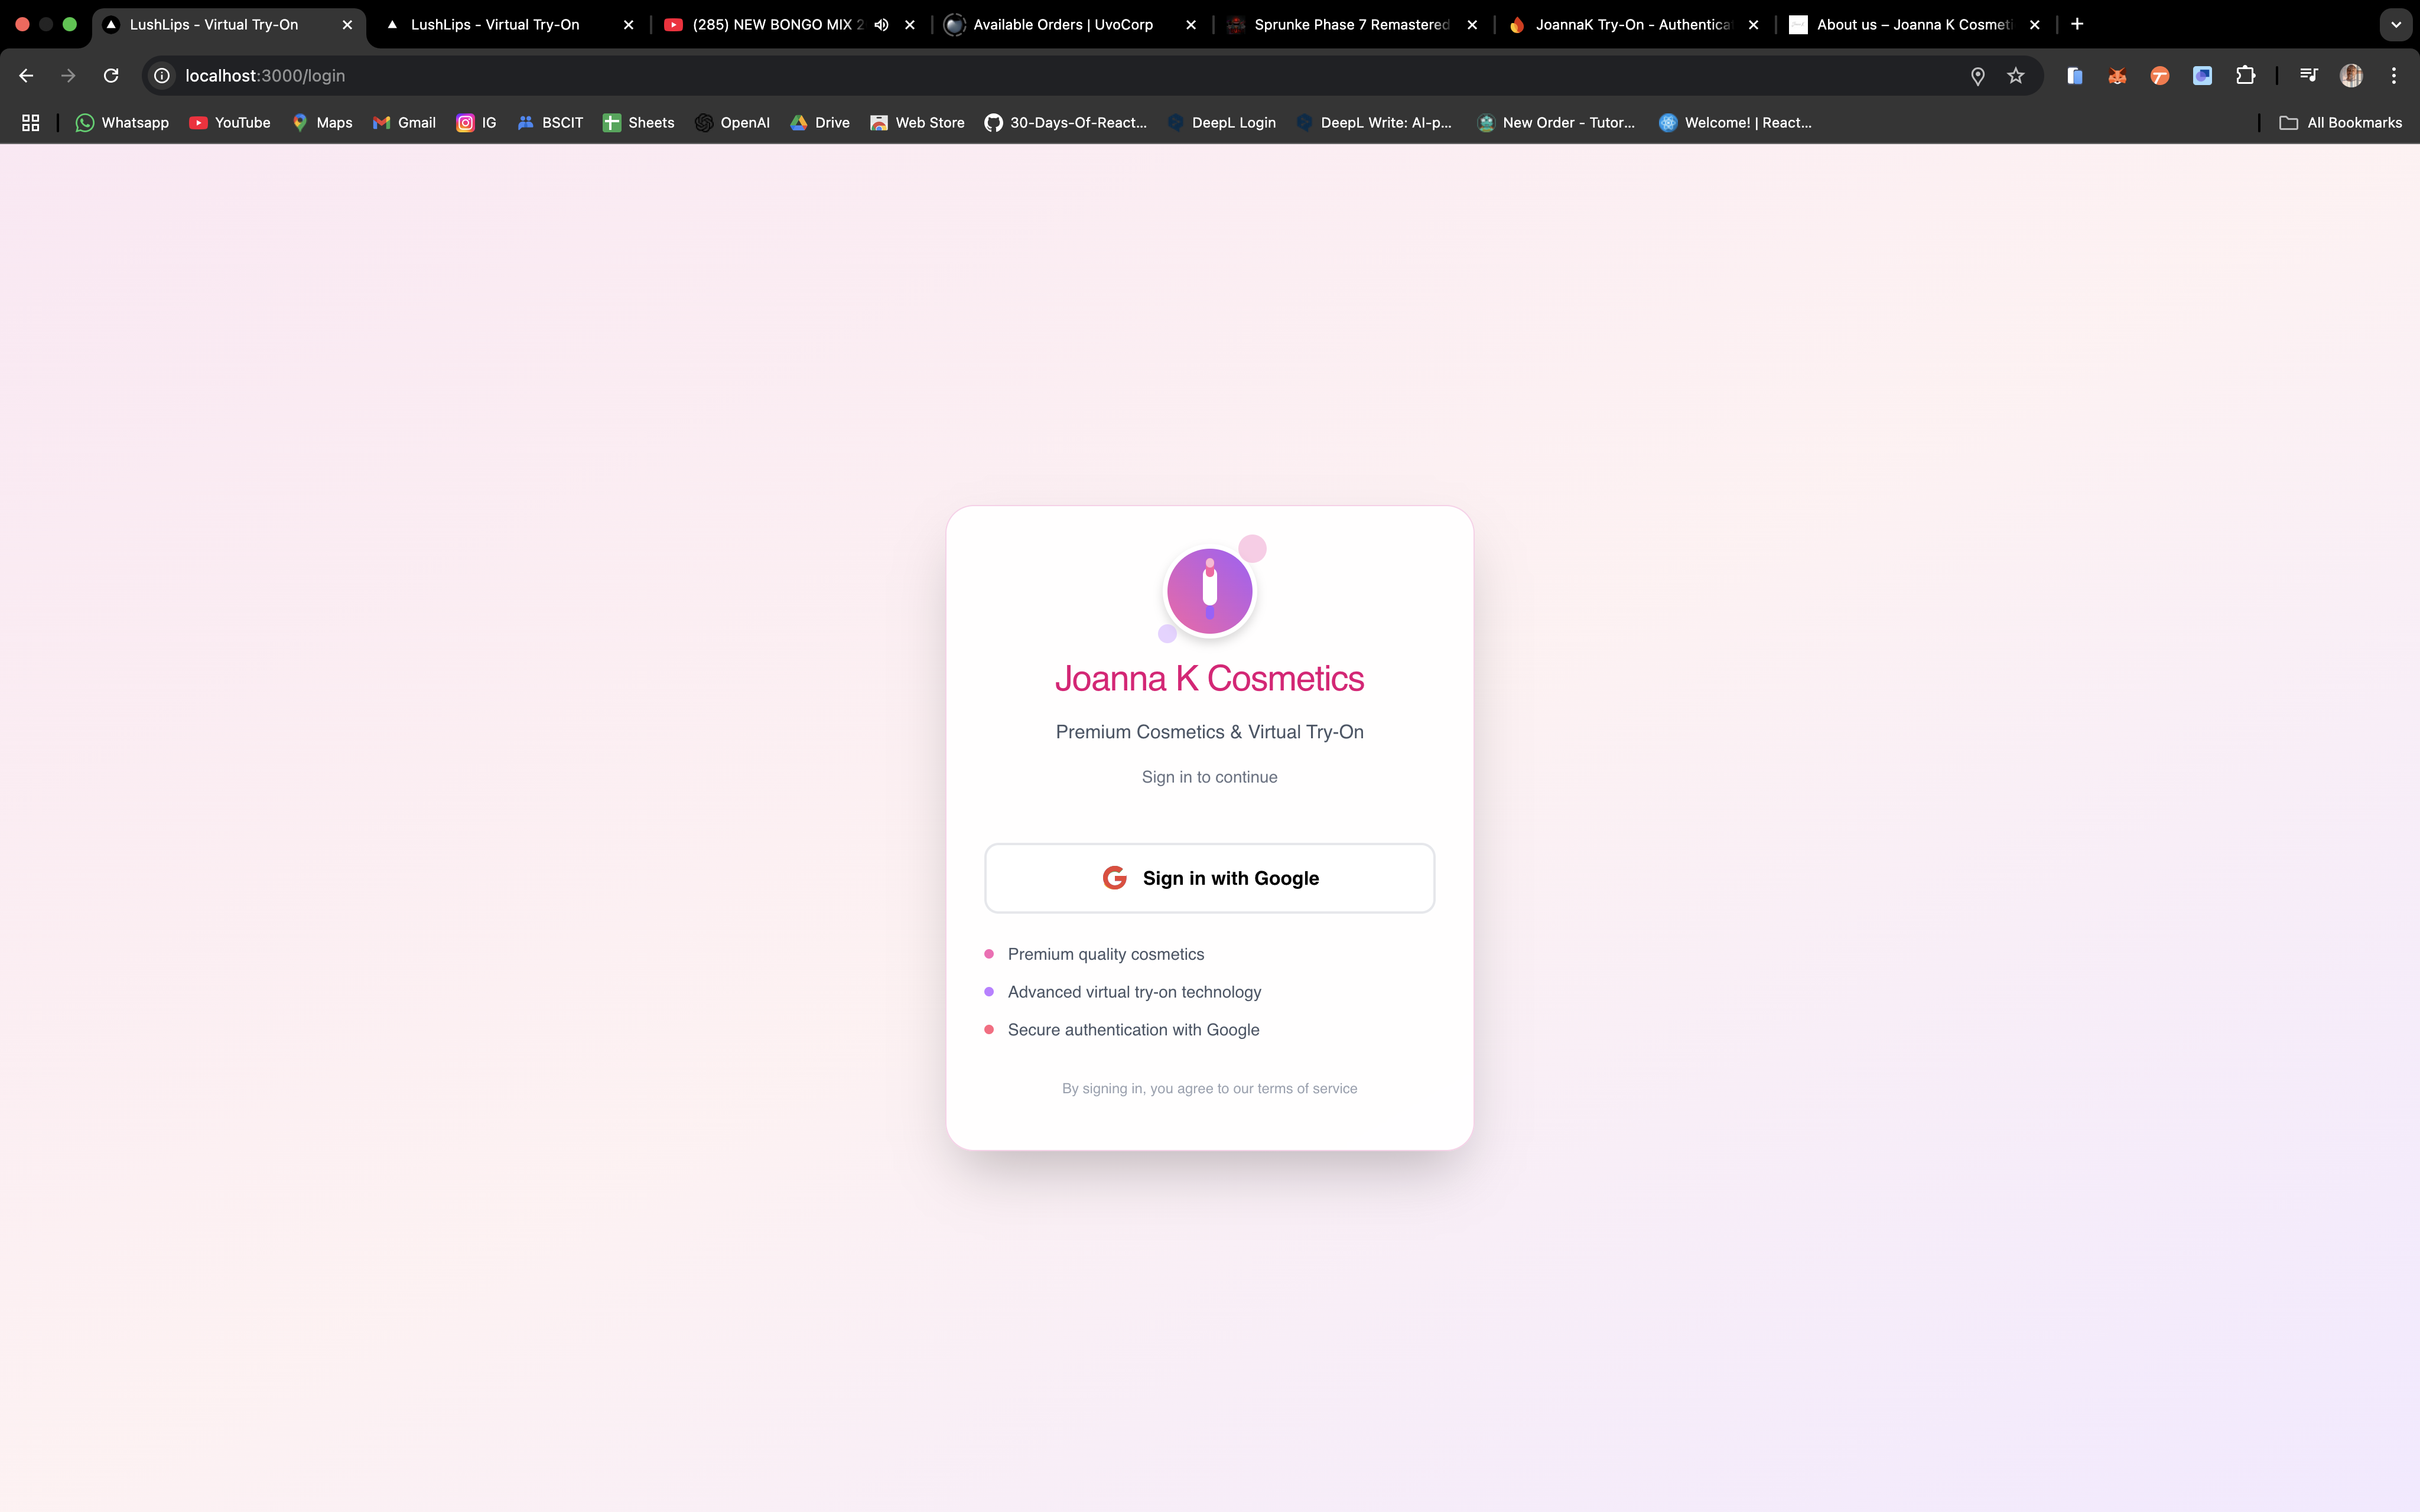 LushLips - Virtual Try-On
LushLips - Virtual Try-On
(285) NEW BONGO MIX 2
Available Orders | UvoCorp
Sprunke Phase 7 Remastered
JoannaK Try-On - Authentica
About us – Joanna K Cosmeti
localhost:3000/login
Whatsapp
YouTube
Maps
Gmail
IG
BSCIT
Sheets
OpenAI
Drive
Web Store
30-Days-Of-React...
DeepL Login
DeepL Write: AI-p...
New Order - Tutor...
Welcome! | React...
All Bookmarks
Joanna K Cosmetics
Premium Cosmetics & Virtual Try-On
Sign in to continue
Sign in with Google
Premium quality cosmetics
Advanced virtual try-on technology
Secure authentication with Google
By signing in, you agree to our terms of service